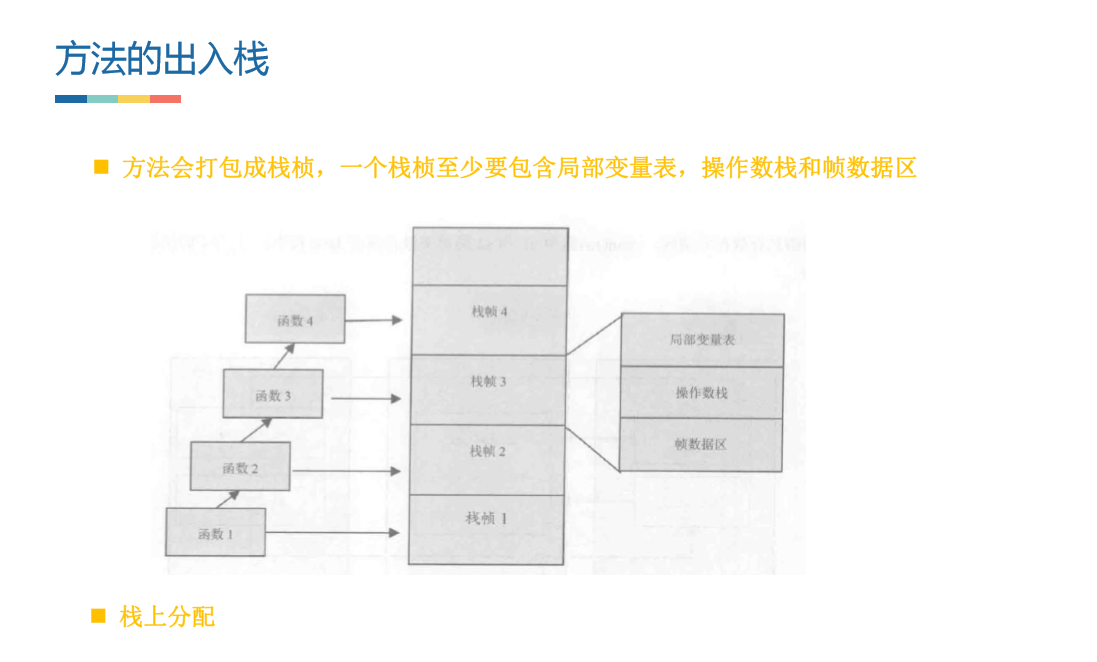 方法的出入栈
方法会打包成栈桢，一个栈桢至少要包含局部变量表，操作数栈和帧数据区
函数 4
函数 3
函数 2
函数 1
栈帧 4
栈帧 3
栈帧 2
栈帧 1
局部变量表
操作数栈
帧数据区
栈上分配